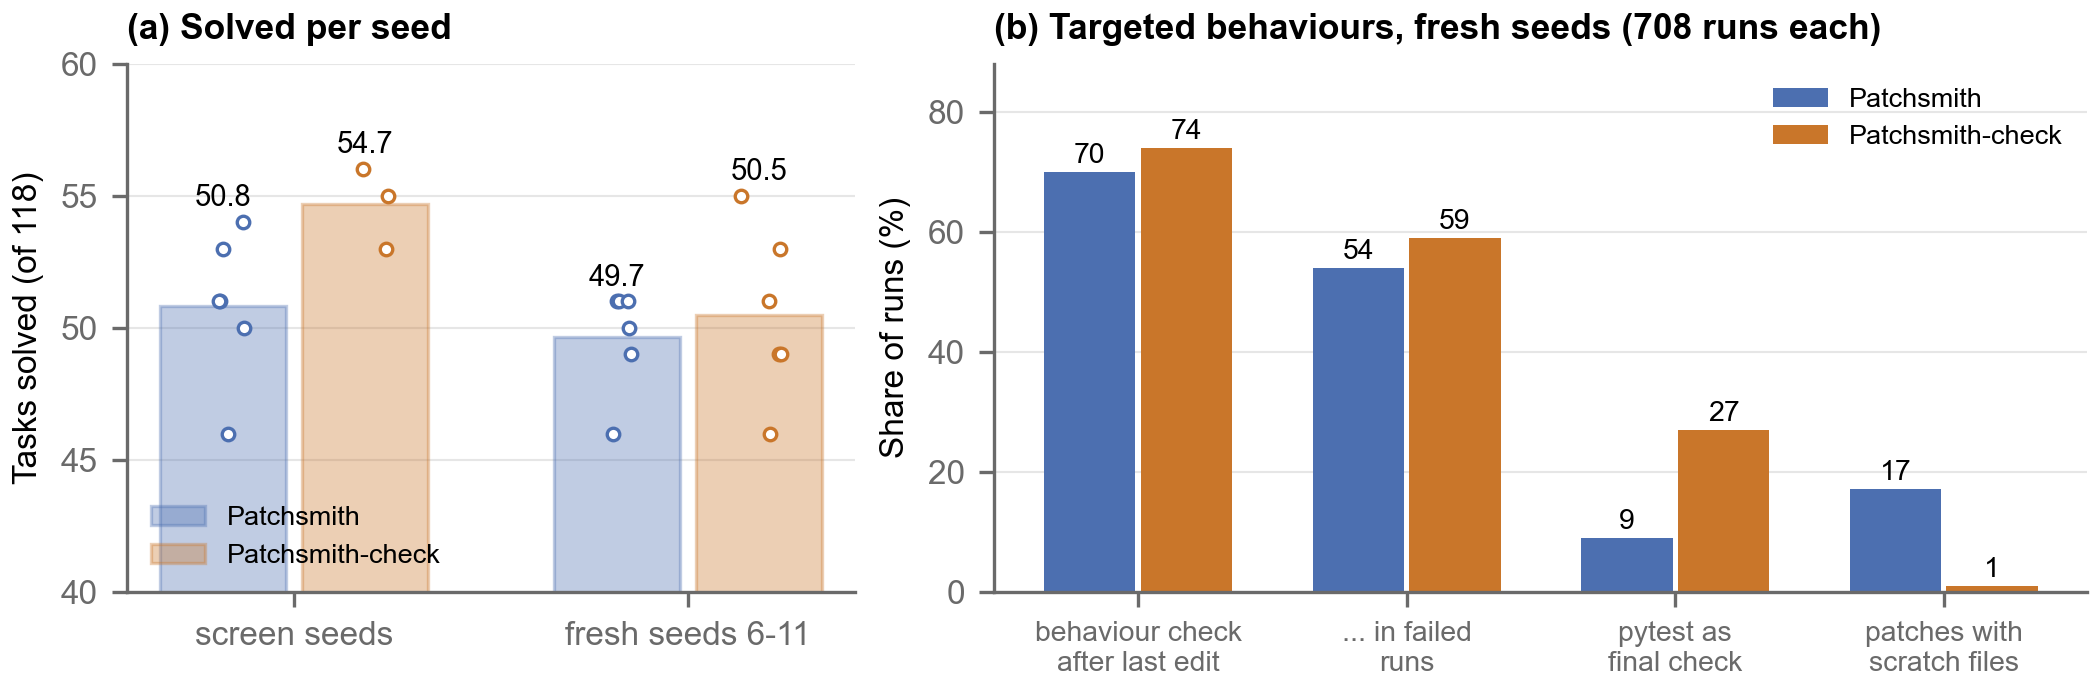 (a) Solved per seed
Tasks solved (of 118)
60
55
50
45
40
50.8
54.7
49.7
50.5
Patchsmith
Patchsmith-check
screen seeds
fresh seeds 6-11
(b) Targeted behaviours, fresh seeds (708 runs each)
Share of runs (%)
80
60
40
20
0
Patchsmith
Patchsmith-check
70
74
54
59
9
27
17
1
behaviour check
after last edit
... in failed
runs
pytest as
final check
patches with
scratch files